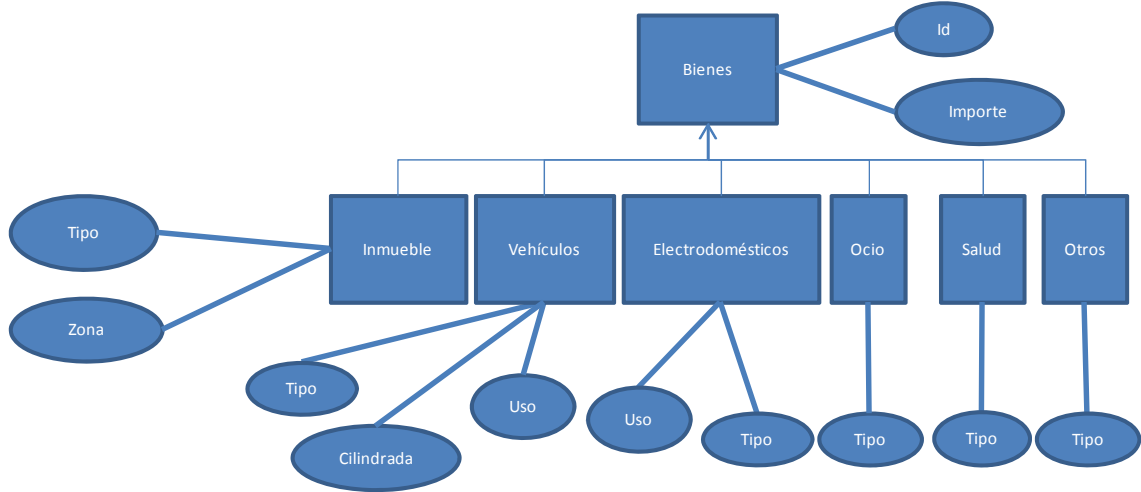 Id
Bienes
Importe
Tipo
Inmueble
Vehículos
Electrodomésticos
Ocio
Salud
Otros
Zona
Tipo
Uso
Uso
Tipo
Tipo
Tipo
Tipo
Cilindrada